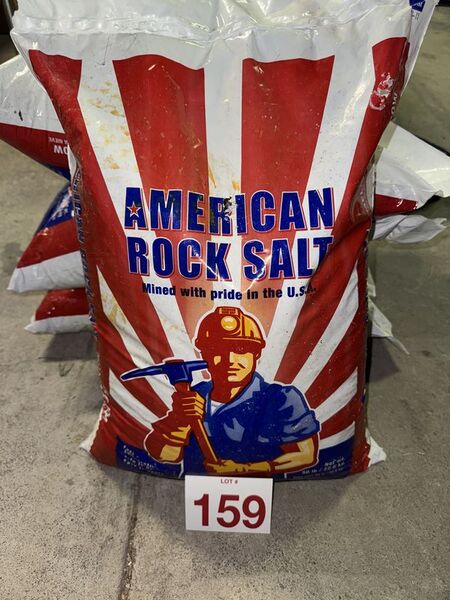 AMERICAN
ROCK SALT
Mined with pride in the U.S.A.
LOT #
159